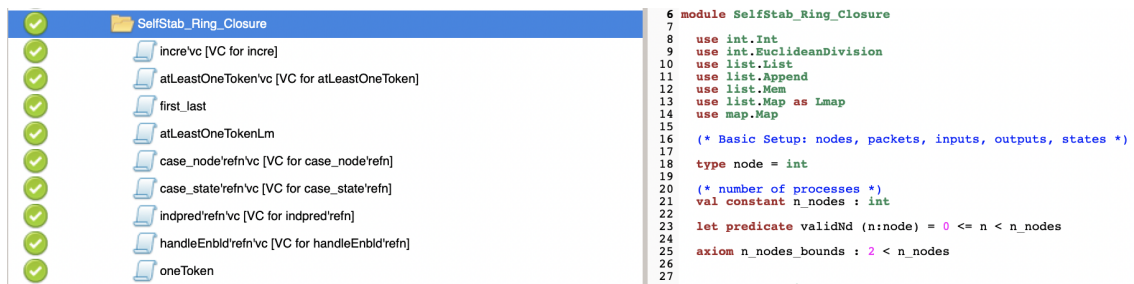 SelfStab_Ring_Closure
incre'vc [VC for incre]
atLeastOneToken'vc [VC for atLeastOneToken]
first_last
atLeastOneTokenLm
case_node'refn'vc [VC for case_node'refn]
case_state'refn'vc [VC for case_state'refn]
indpred'refn'vc [VC for indpred'refn]
handleEnbld'refn'vc [VC for handleEnbld'refn]
oneToken
6 module SelfStab_Ring_Closure
7
8 use int.Int
9 use int.EuclideanDivision
10 use list.List
11 use list.Append
12 use list.Mem
13 use list.Map as Lmap
14 use map.Map
15
16 (* Basic Setup: nodes, packets, inputs, outputs, states *)
17
18 type node = int
19
20 (* number of processes *)
21 val constant n_nodes : int
22
23 let predicate validNd (n:node) = 0 <= n < n_nodes
24
25 axiom n_nodes_bounds : 2 < n_nodes
26
27